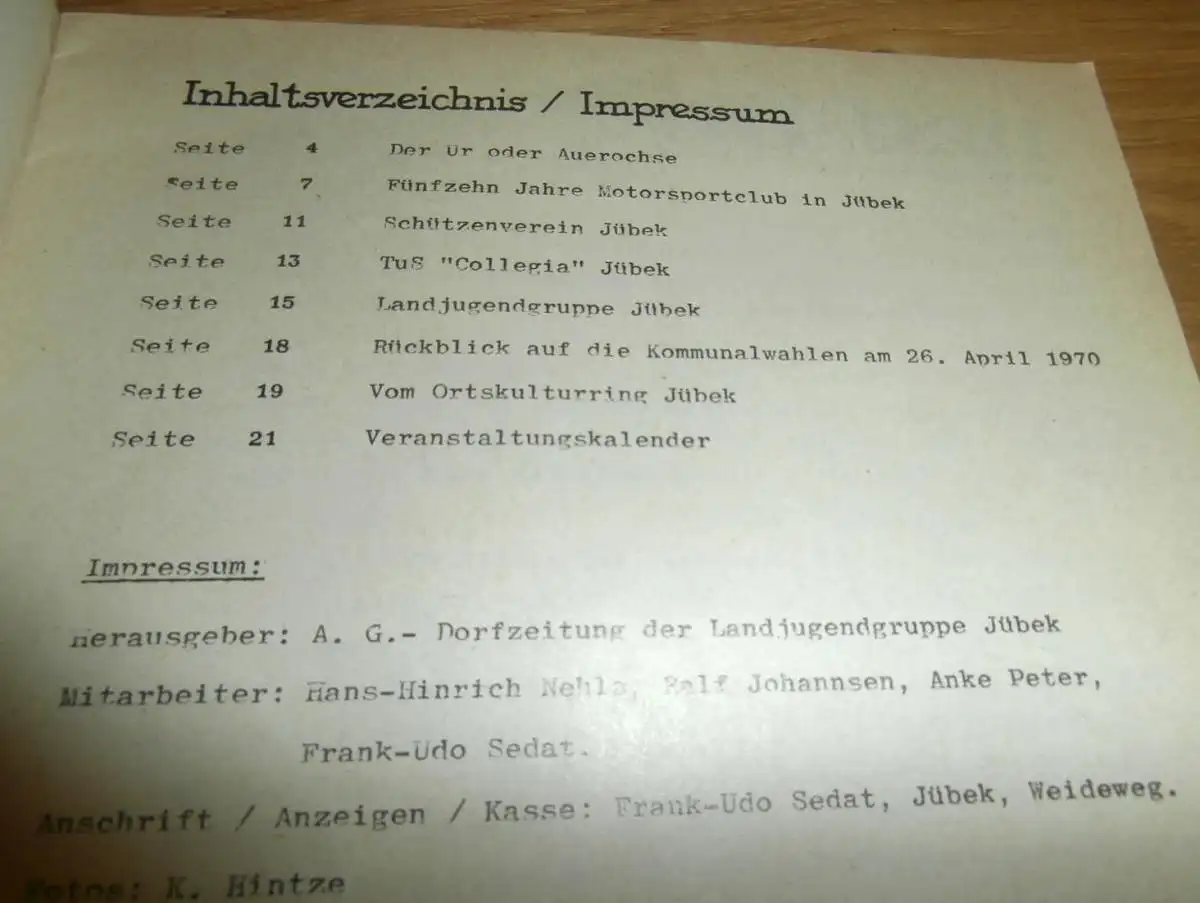 Inhaltsverzeichnis / Impressum
Seite 4 Der Ur oder Auerochse
Seite 7 Fünfzehn Jahre Motorsportclub in Jübek
Seite 11 Schützenverein Jübek
Seite 13 TuS "Collegia" Jübek
Seite 15 Landjugendgruppe Jübek
Seite 18 Rückblick auf die Kommunalwahlen am 26. April 1970
Seite 19 Vom Ortskulturring Jübek
Seite 21 Veranstaltungskalender
Impressum:
Herausgeber: A. G.- Dorfzeitung der Landjugendgruppe Jübek
Mitarbeiter: Hans-Hinrich Johannsen, Anke Peter,
Frank-Udo Sedat.
Anschrift / Anzeigen / Kasse: Frank-Udo Sedat, Jübek, Weideweg.
Fotos: K. Hintze